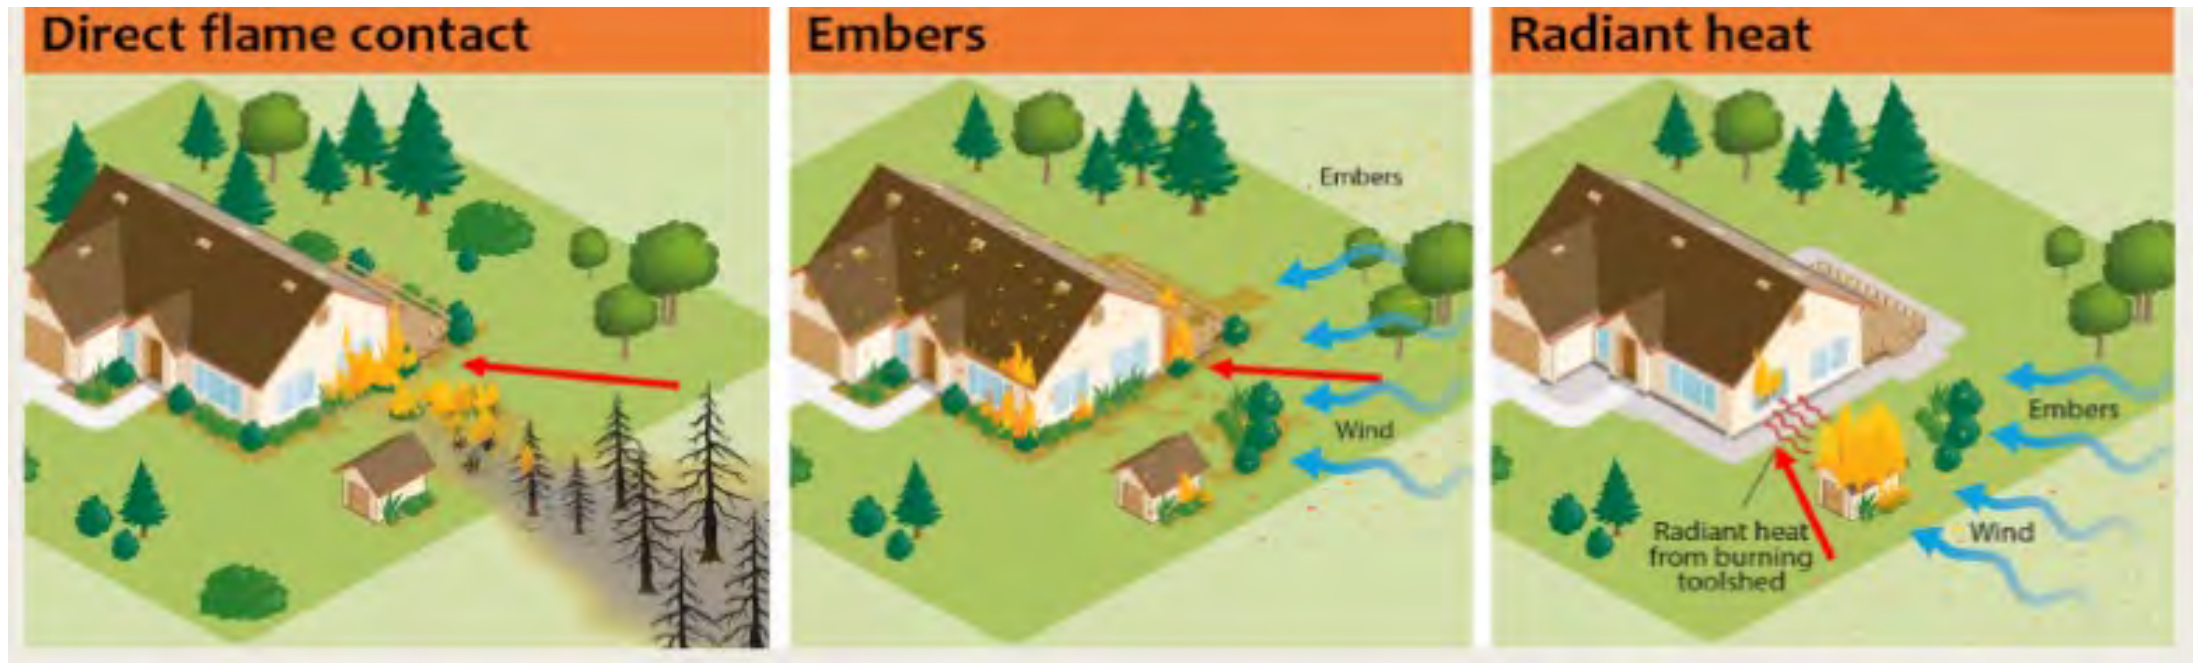 Direct flame contact
Embers
Radiant heat
Embers
Wind
Embers
Wind
Radiant heat
from burning
toolshed